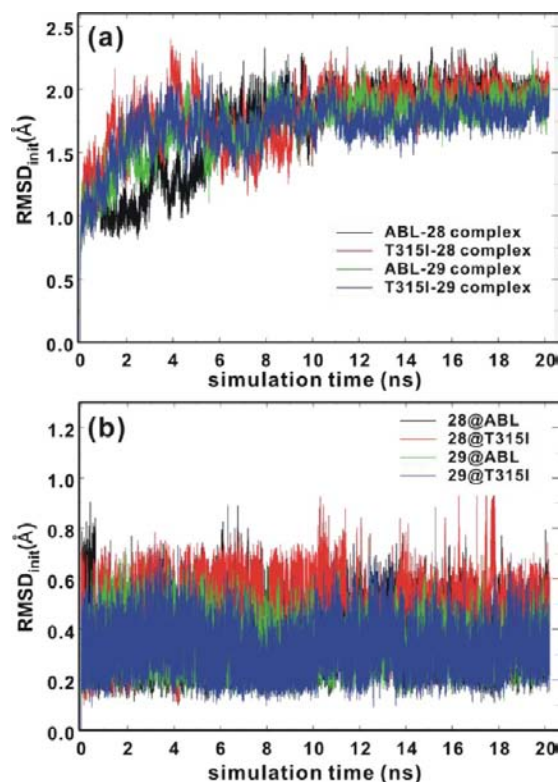 (a)
2.5
2.0
1.5
1.0
0.5
0.0
RMSDinit(Å)
ABL-28 complex
T315I-28 complex
ABL-29 complex
T315I-29 complex
0 2 4 6 8 10 12 14 16 18 20
simulation time (ns)
(b)
1.2
1.0
0.8
0.6
0.4
0.2
0.0
RMSDinit(Å)
28@ABL
28@T315I
29@ABL
29@T315I
0 2 4 6 8 10 12 14 16 18 20
simulation time (ns)